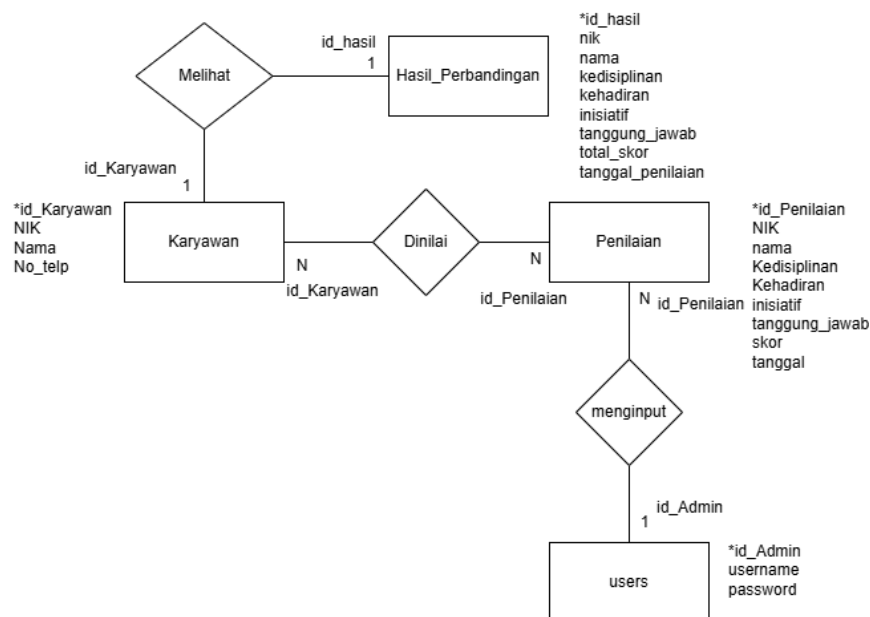 id_hasil
1
Melihat
Hasil_Perbandingan
*id_hasil
nik
nama
kedisiplinan
kehadiran
inisiatif
tanggung_jawab
total_skor
tanggal_penilaian
id_Karyawan
1
*id_Karyawan
NIK
Nama
No_telp
Karyawan
N
id_Karyawan
Dinilai
N
id_Penilaian
Penilaian
*id_Penilaian
NIK
nama
Kedisiplinan
Kehadiran
inisiatif
tanggung_jawab
skor
tanggal
N id_Penilaian
menginput
id_Admin
1
users
*id_Admin
username
password